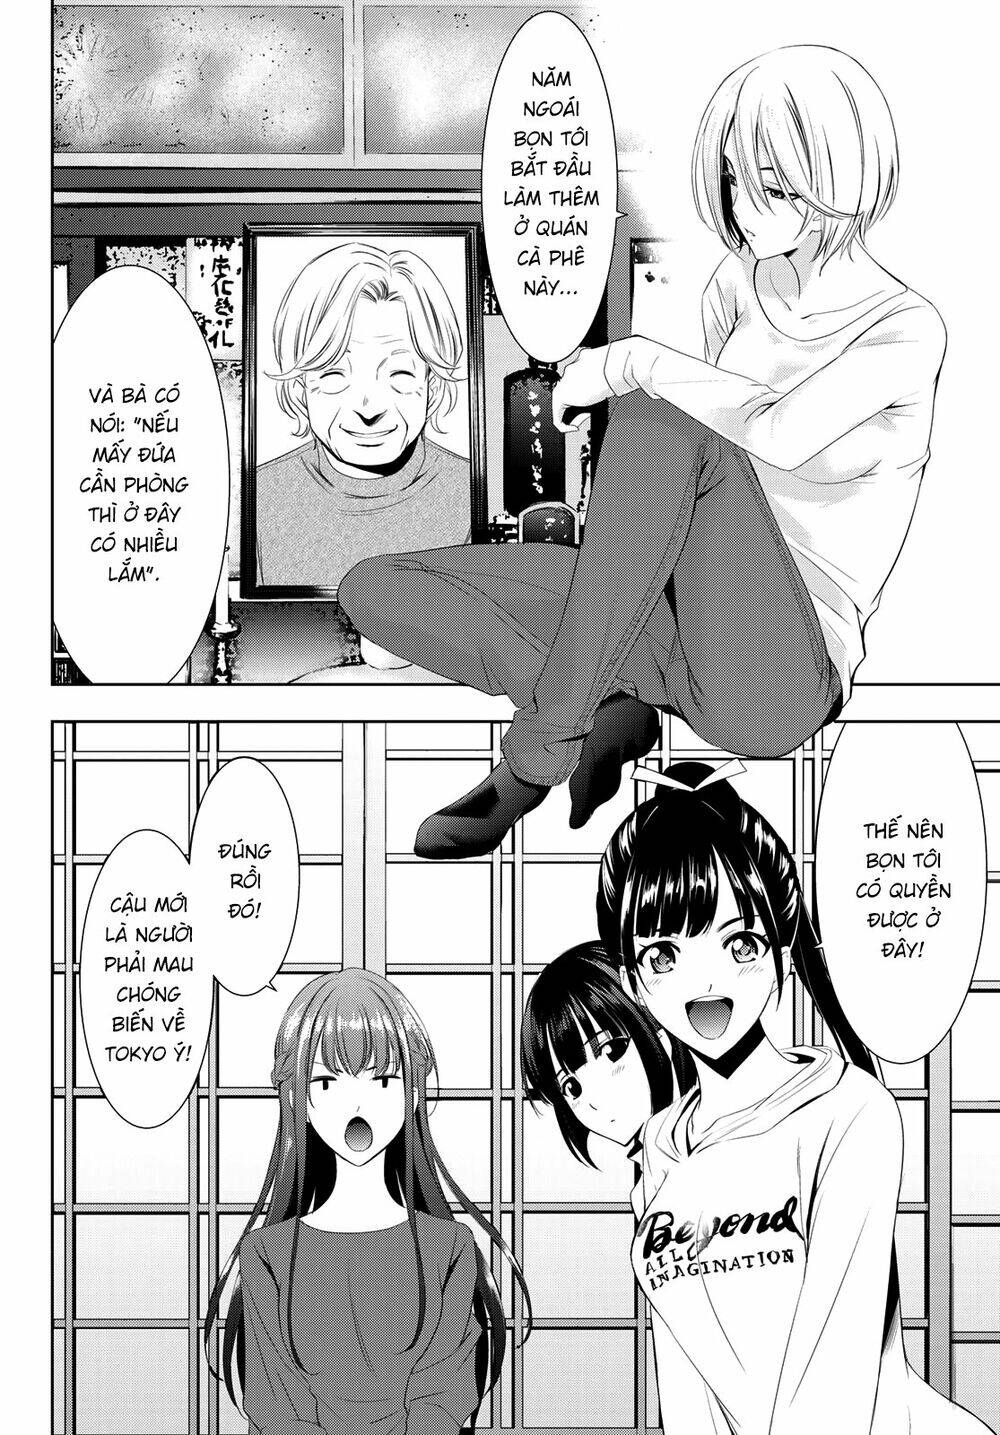 NĂM
NGOÁI
BỌN TÔI
BẮT ĐẦU
LÀM THÊM
Ở QUÁN
CÀ PHÊ
NÀY...
VÀ BÀ CÓ
NÓI: "NẾU
MẤY ĐỨA
CẦN PHÒNG
THÌ Ở ĐÂY
CÓ NHIỀU
LẮM".
THẾ NÊN
BỌN TÔI
CÓ QUYỀN
ĐƯỢC Ở
ĐÂY!
ĐÚNG
RỒI
ĐÓ!
CẬU MỚI
LÀ NGƯỜI
PHẢI MAU
CHÓNG
BIẾN VỀ
TOKYO Ý!
Beyond
ALL
IMAGINATION